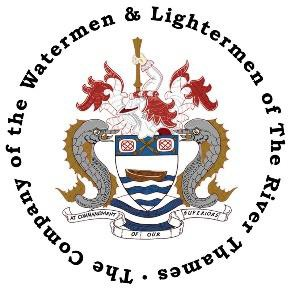 The Company of the Watermen & Lightermen of The River Thames ·
AT COMMANDMENT OF OUR SUPERIORS